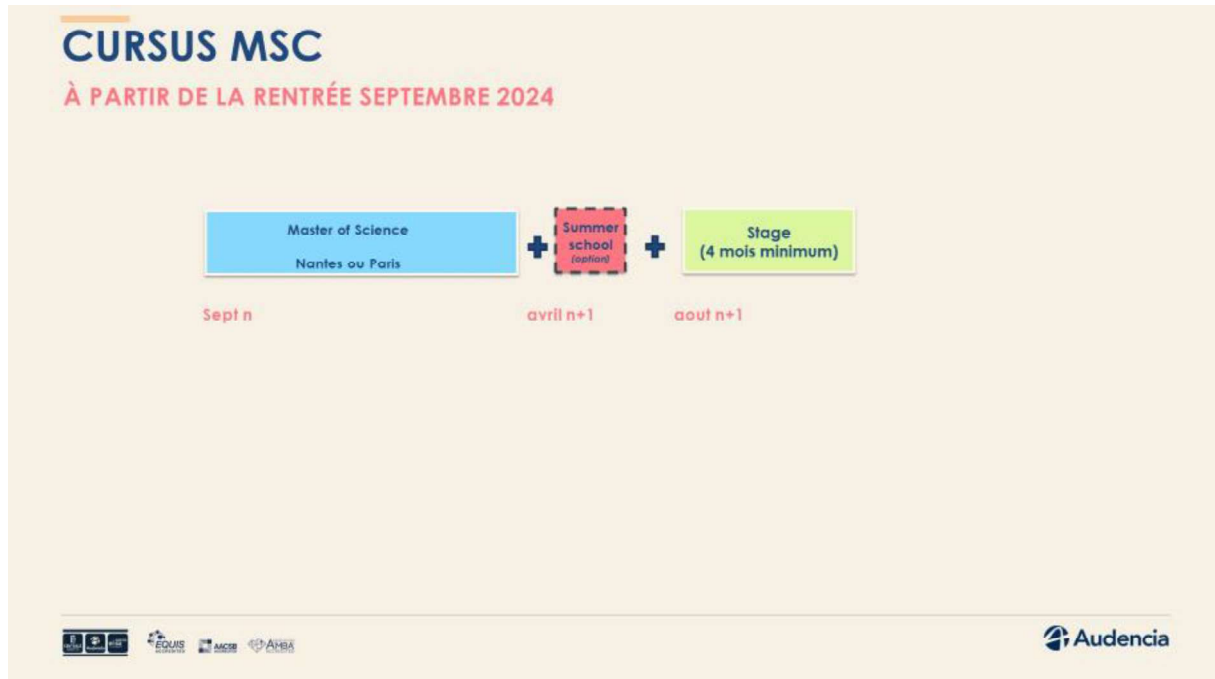 CURSUS MSC
À PARTIR DE LA RENTRÉE SEPTEMBRE 2024
Master of Science
Nantes ou Paris
Summer
school
(option)
Stage
(4 mois minimum)
Sept n
avril n+1
aout n+1
EQUIS
ACCREDITED
AACSB
AMBA
Audencia